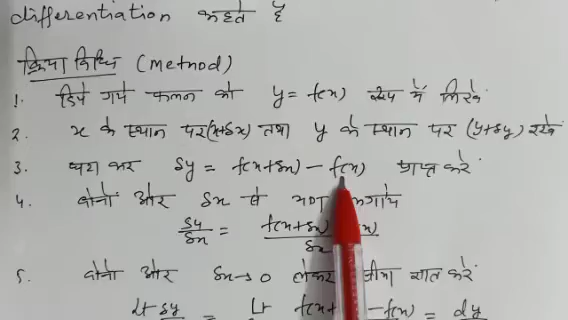 differentiation कहते हैं
क्रिया विधि (Method)
1. दिये गये फलन को y = f(x) रूप में लिखे
2. x के स्थान पर (x+δx) तथा y के स्थान पर (y+δy) रखे
3. घटा कर δy = f(x+δx) – f(x) प्राप्त करे
4. दोनो ओर δx से भाग
δy/δx = f(x+δx) / δx
5. दोनो ओर δx→0 लेकर सीमा ज्ञात करें
Lt δy = Lt – f(x) = dy